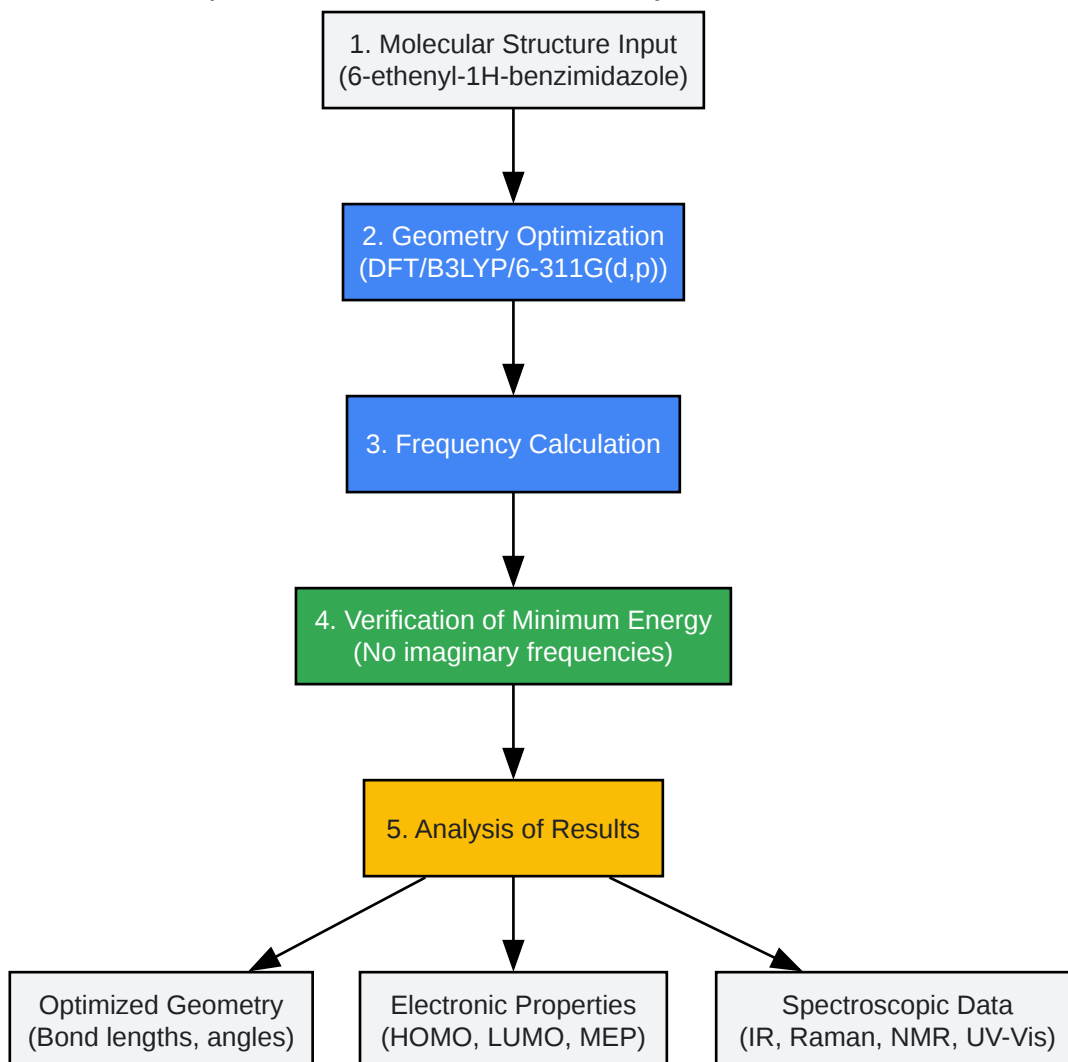 1. Molecular Structure Input
(6-ethenyl-1H-benzimidazole)
2. Geometry Optimization
(DFT/B3LYP/6-311G(d,p))
3. Frequency Calculation
4. Verification of Minimum Energy
(No imaginary frequencies)
5. Analysis of Results
Optimized Geometry
(Bond lengths, angles)
Electronic Properties
(HOMO, LUMO, MEP)
Spectroscopic Data
(IR, Raman, NMR, UV-Vis)